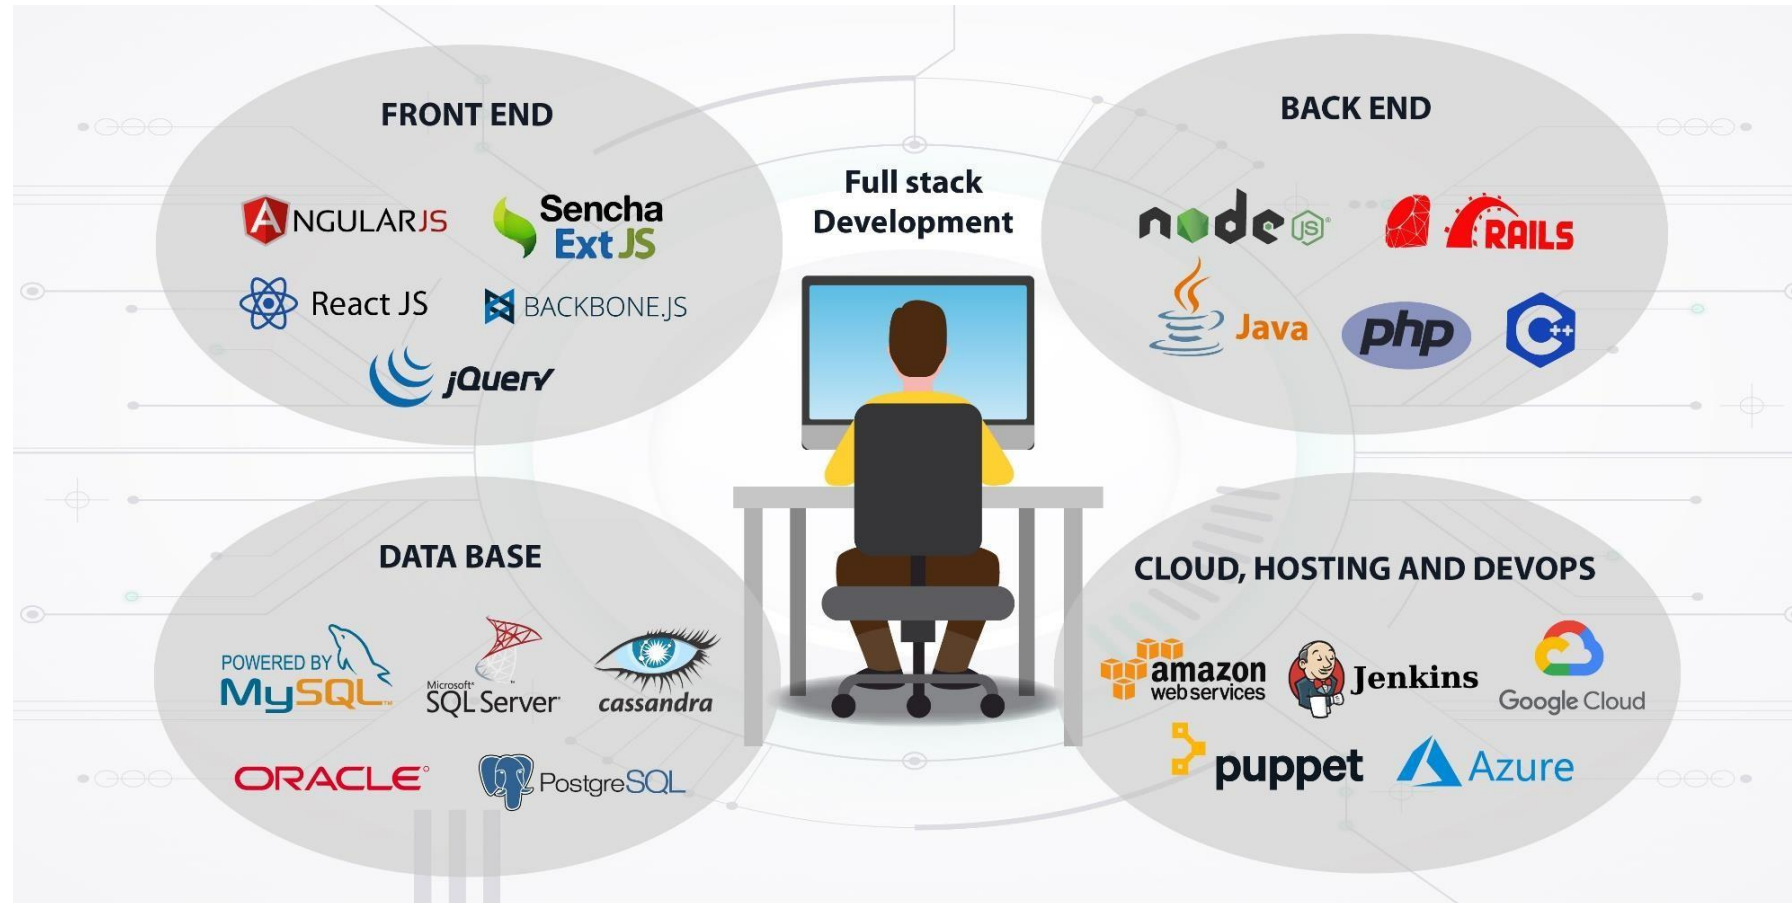 FRONT END
ANGULARJS
Sencha
Ext JS
React JS
BACKBONE.JS
jQuery
Full stack
Development
BACK END
node JS
RAILS
Java
php
C++
DATA BASE
POWERED BY
MySQL
Microsoft
SQL Server
cassandra
ORACLE
PostgreSQL
CLOUD, HOSTING AND DEVOPS
amazon
web services
Jenkins
Google Cloud
puppet
Azure